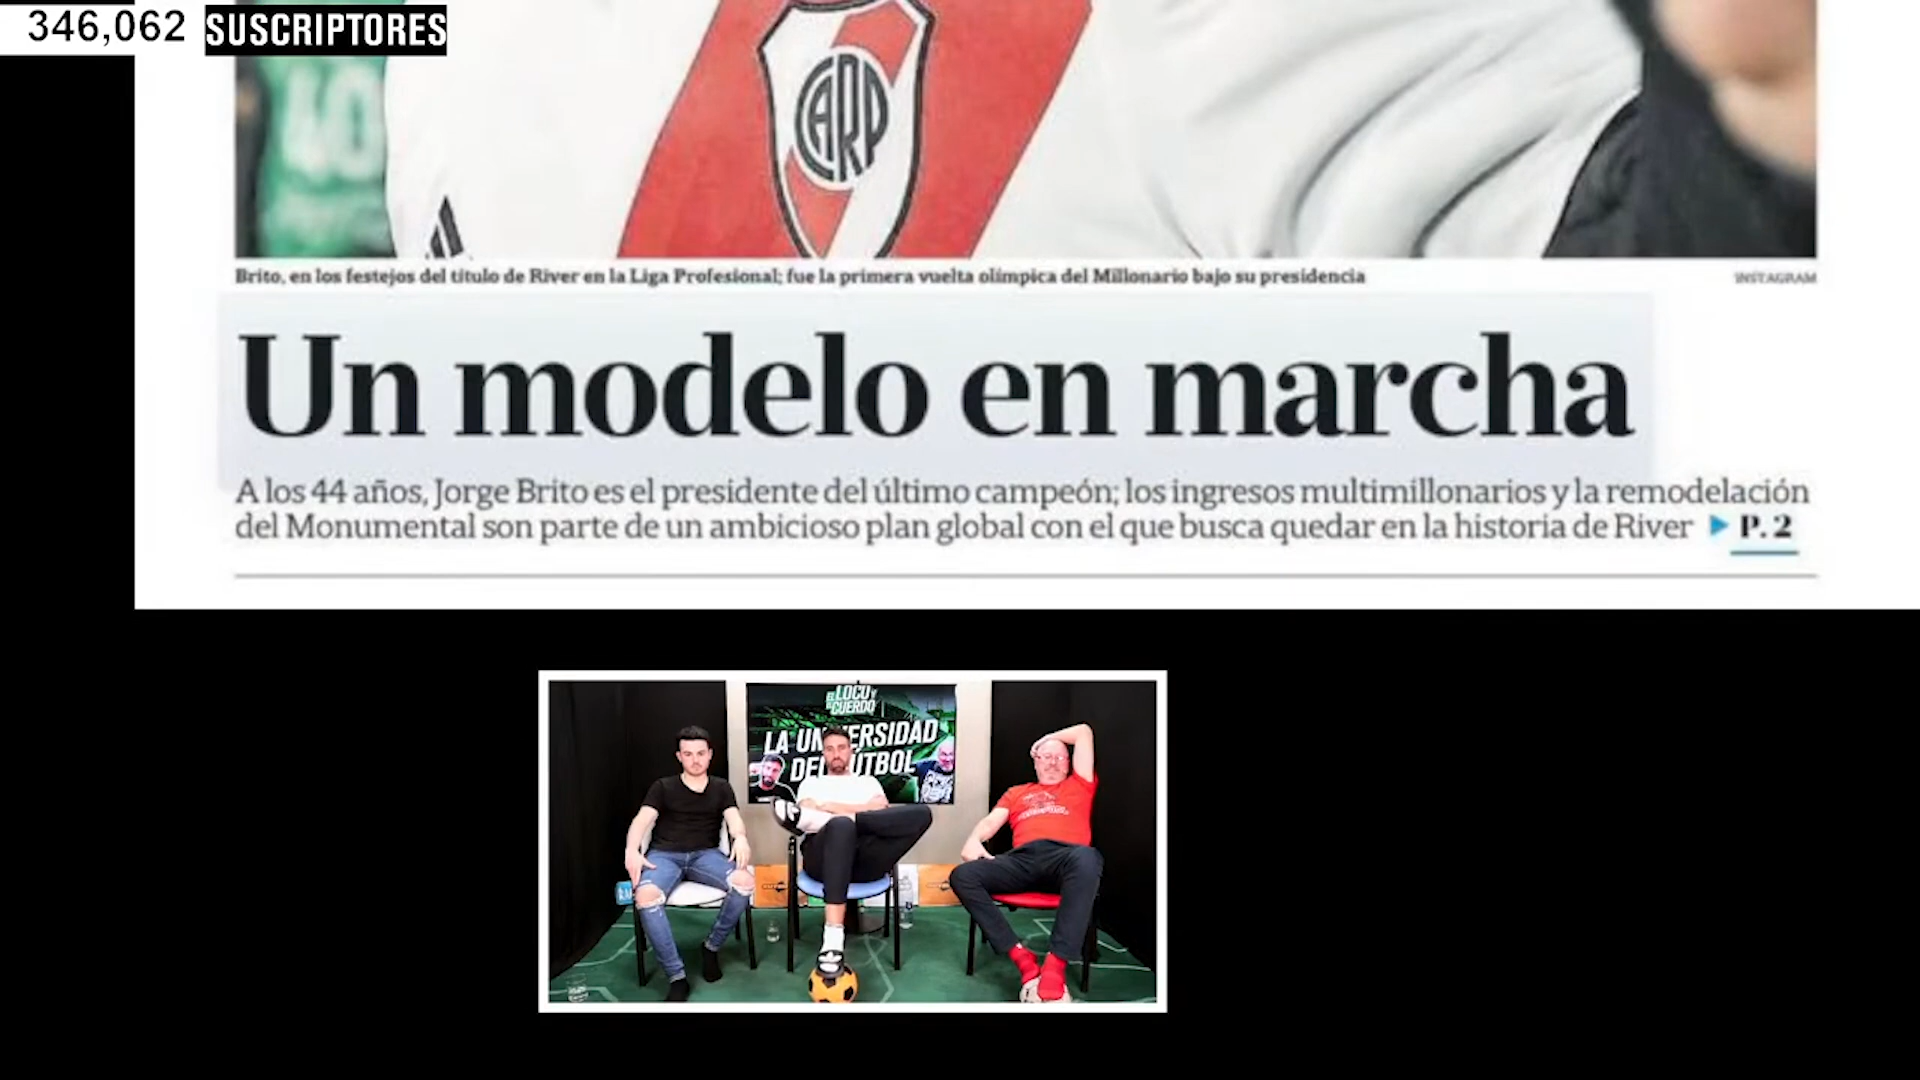 346,062 SUSCRIPTORES
40
CARP
Brito, en los festejos del título de River en la Liga Profesional; fue la primera vuelta olímpica del Millonario bajo su presidencia
INSTAGRAM
Un modelo en marcha
A los 44 años, Jorge Brito es el presidente del último campeón; los ingresos multimillonarios y la remodelación
del Monumental son parte de un ambicioso plan global con el que busca quedar en la historia de River ▶ P. 2
EL LOCO Y
EL CUERDO
LA UNIVERSIDAD
DEL FÚTBOL